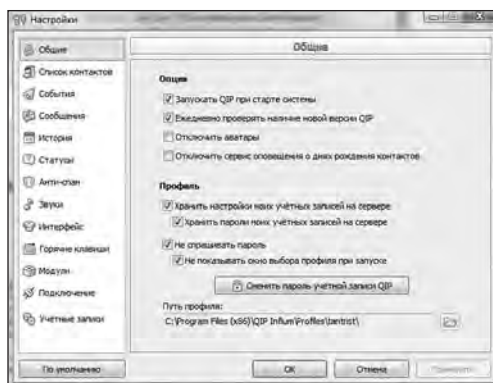 Настройки
Общие
Список контактов
События
Сообщения
История
Статусы
Анти-спам
Звуки
Интерфейс
Горячие клавиши
Модули
Подключение
Учетные записи
По умолчанию
Общие
Опции
Запускать QIP при старте системы
Ежедневно проверять наличие новой версии QIP
Отключить аватары
Отключить сервис оповещения о днях рождения контактов
Профиль
Хранить настройки моих учётных записей на сервере
Хранить пароли моих учётных записей на сервере
Не спрашивать пароль
Не показывать окно выбора профиля при запуске
Сменить пароль учётной записи QIP
Путь профиля:
C:\Program Files (x86)\QIP Infium\Profiles\tantrist\
OK
Отмена
Применить